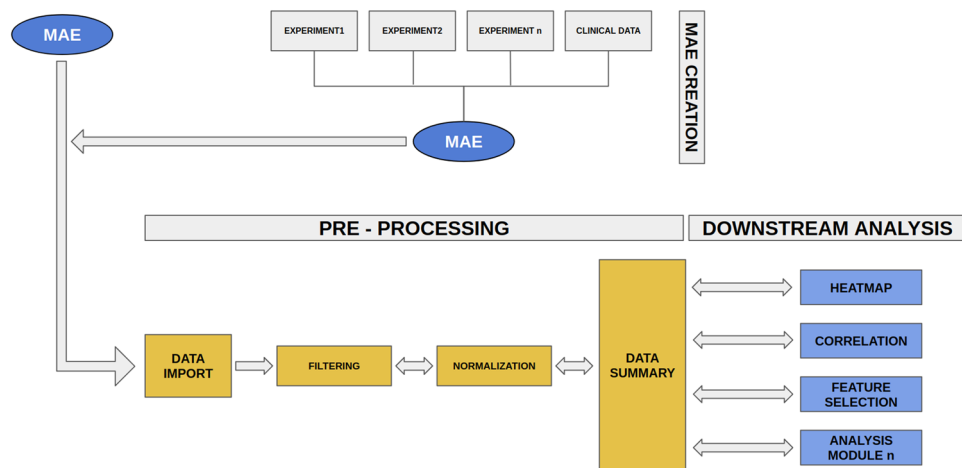 MAE
EXPERIMENT1
EXPERIMENT2
EXPERIMENT n
CLINICAL DATA
MAE CREATION
MAE
PRE - PROCESSING
DOWNSTREAM ANALYSIS
DATA
IMPORT
FILTERING
NORMALIZATION
DATA
SUMMARY
HEATMAP
CORRELATION
FEATURE
SELECTION
ANALYSIS
MODULE n